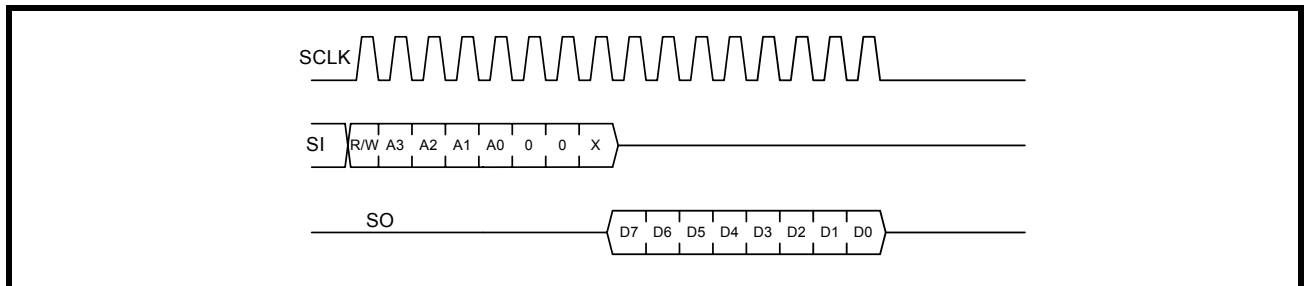 SCLK
SI R/W A3 A2 A1 A0 0 0 X
SO
D7 D6 D5 D4 D3 D2 D1 D0